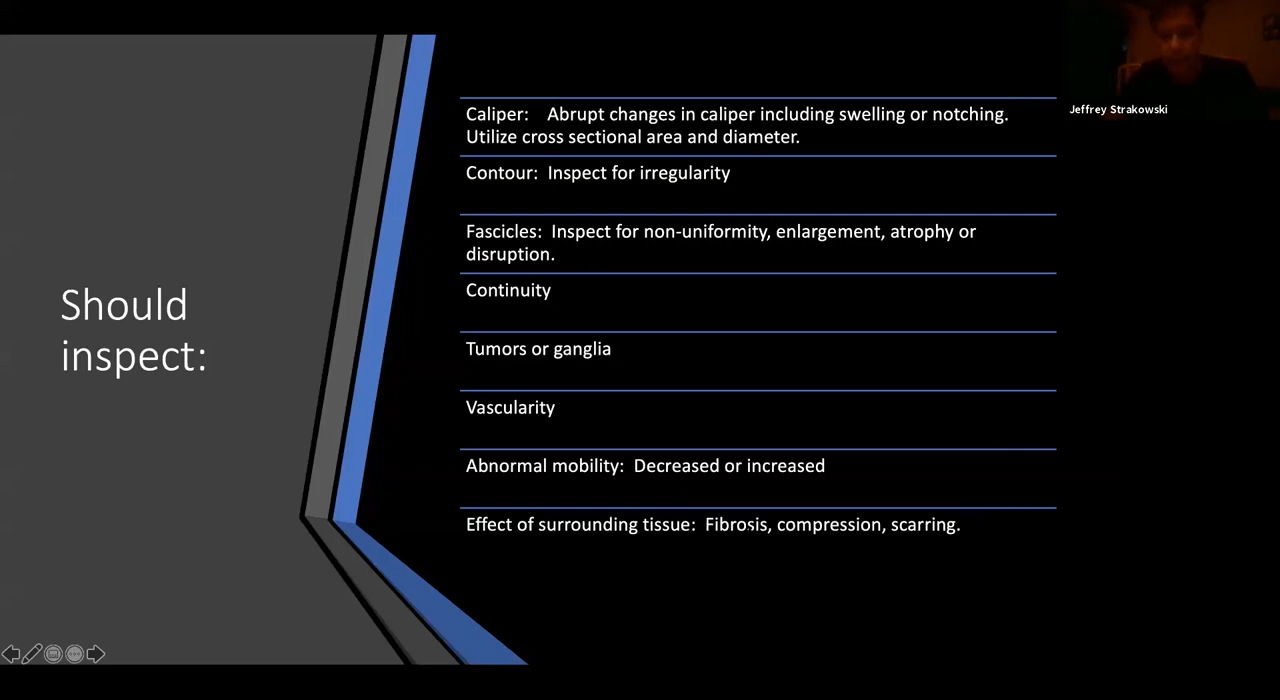 Should
inspect:
Caliper: Abrupt changes in caliper including swelling or notching.
Utilize cross sectional area and diameter.
Contour: Inspect for irregularity
Fascicles: Inspect for non-uniformity, enlargement, atrophy or
disruption.
Continuity
Tumors or ganglia
Vascularity
Abnormal mobility: Decreased or increased
Effect of surrounding tissue: Fibrosis, compression, scarring.
Jeffrey Strakowski